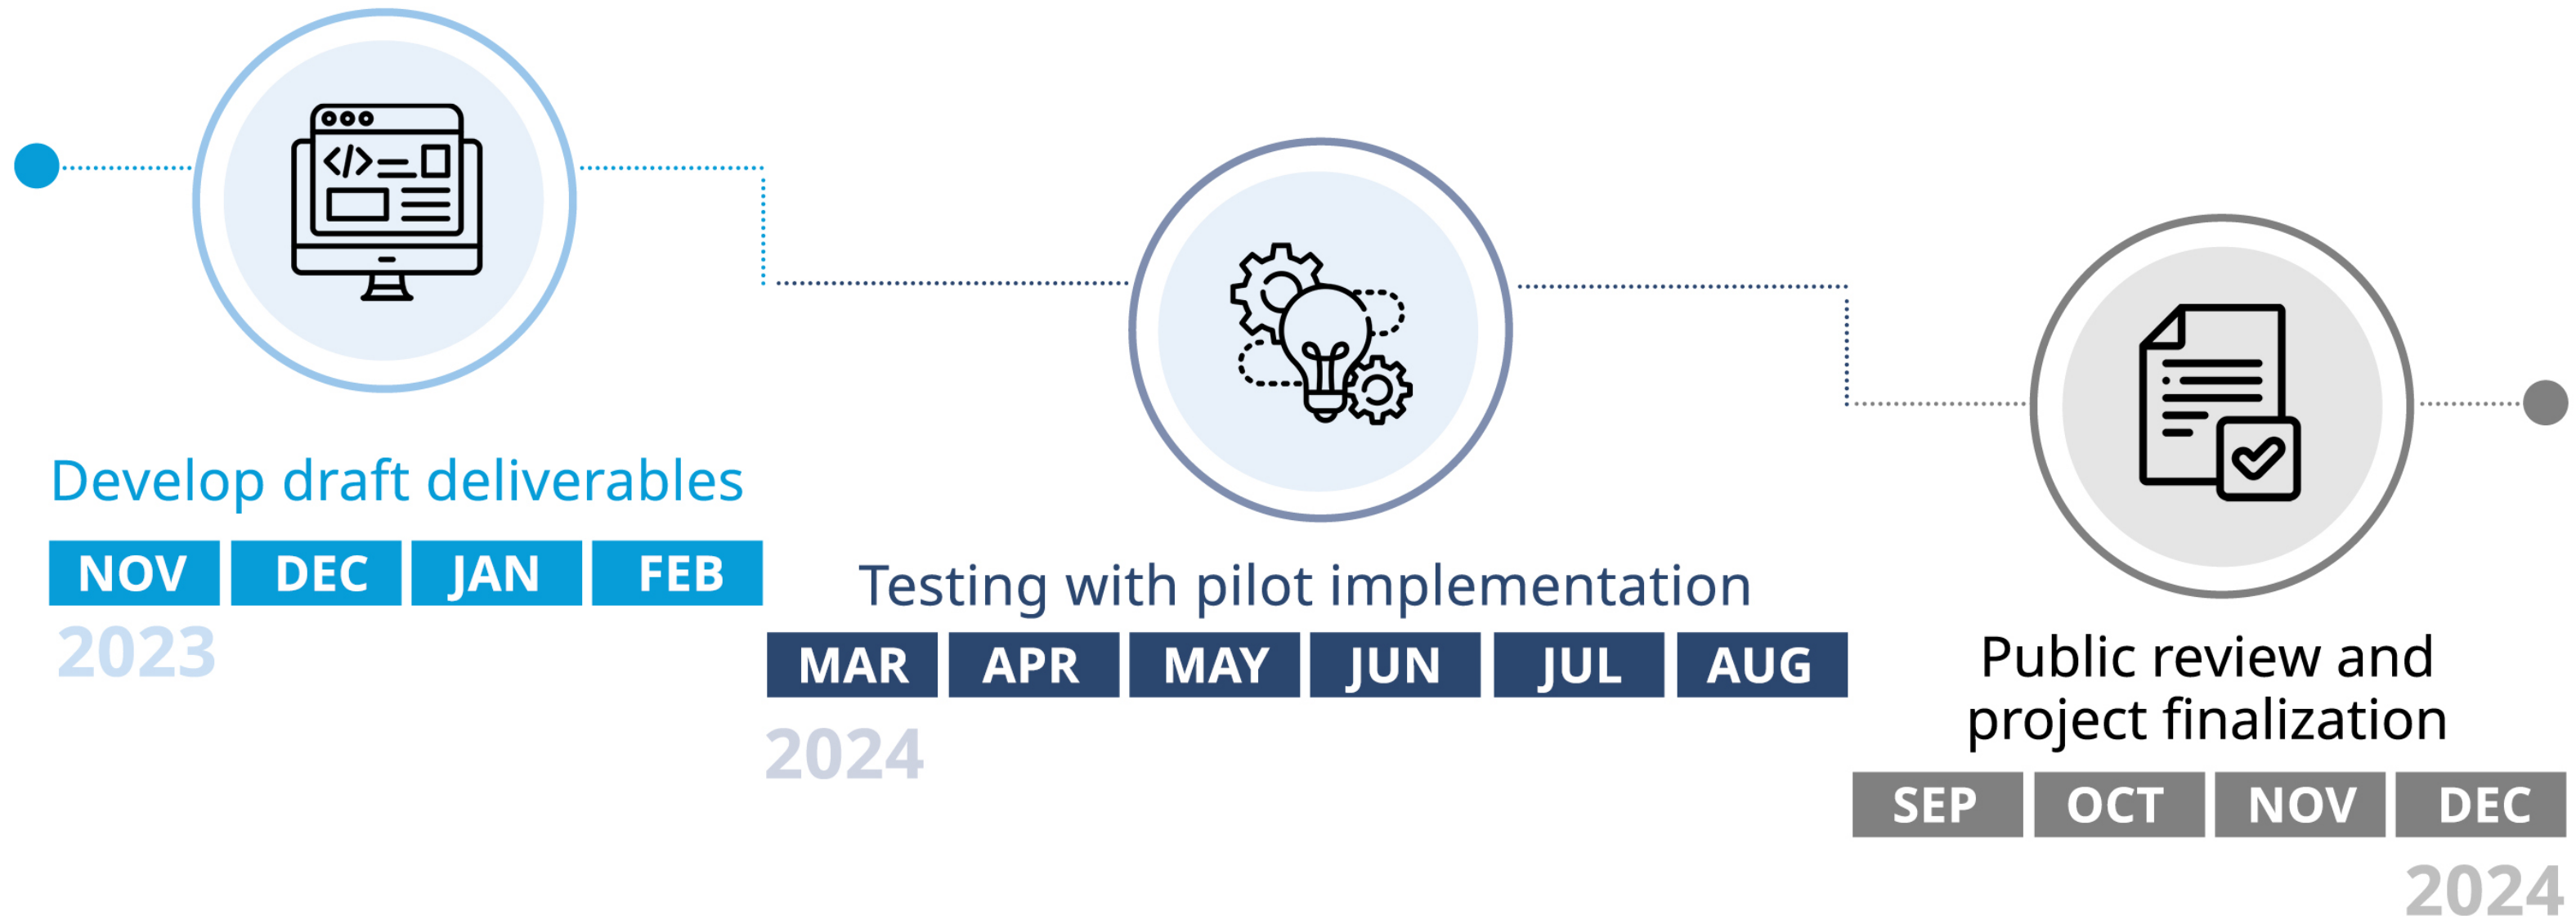 </>
Develop draft deliverables
NOV DEC JAN FEB
2023
Testing with pilot implementation
MAR APR MAY JUN JUL AUG
2024
Public review and
project finalization
SEP OCT NOV DEC
2024